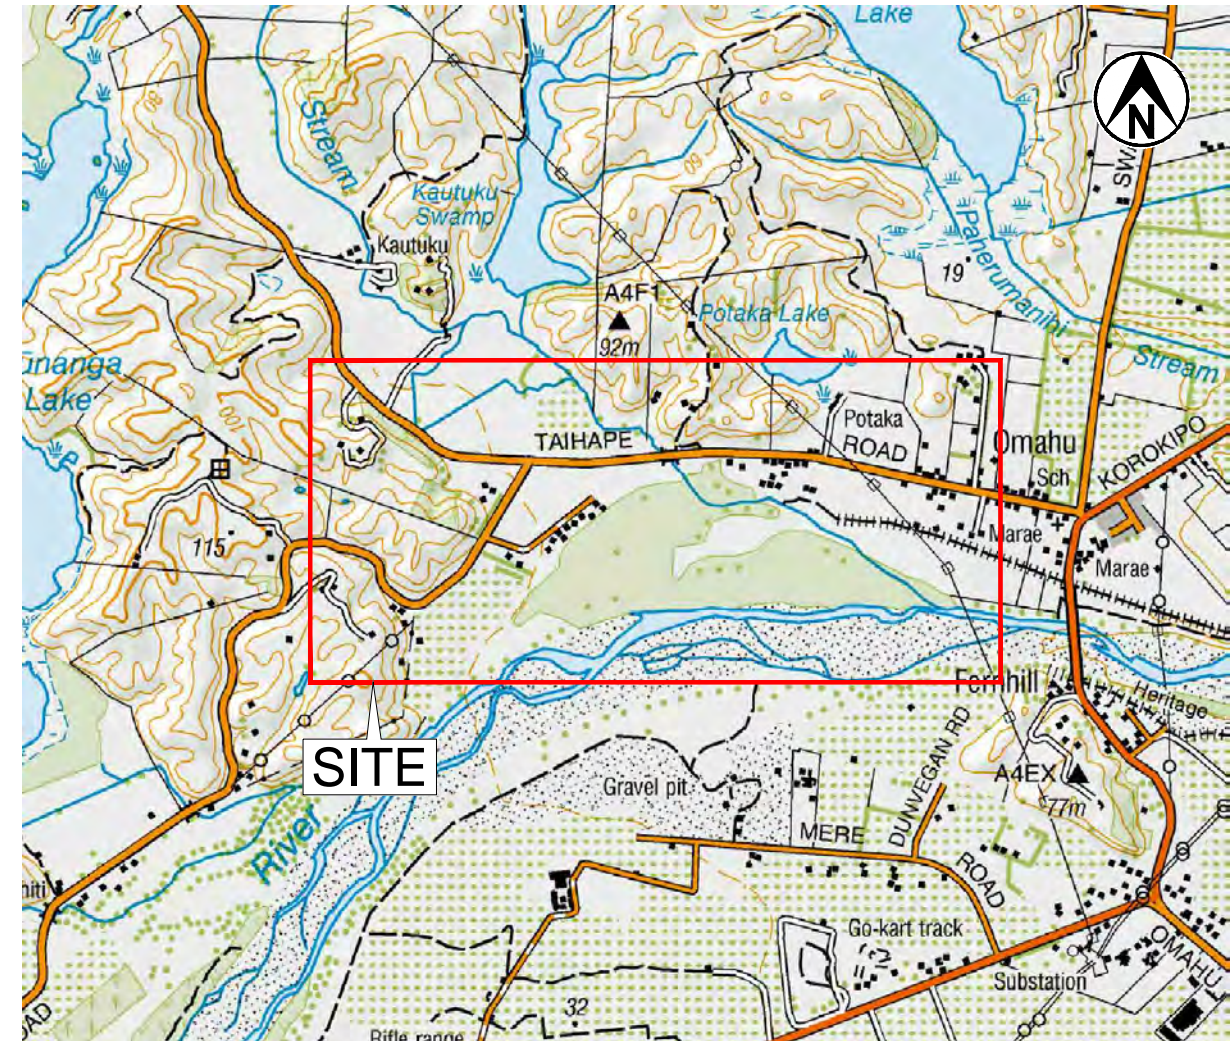 Lake
N
SW
Stream
Kautuku
Swamp
Kautuku
30
60
19
Paherumanihi
Stream
A4F1
92m
Potaka Lake
Lake
100
115
TAIHAPE
Potaka
ROAD
Omahu
Sch
KOROKIPO
Marae
Marae
Fernhill
Heritage
SITE
River
Gravel pit
MERE
ROAD
DUNVEGAN RD
A4EX
77m
Go-kart track
Substation
OMAHU
32
Rifle range